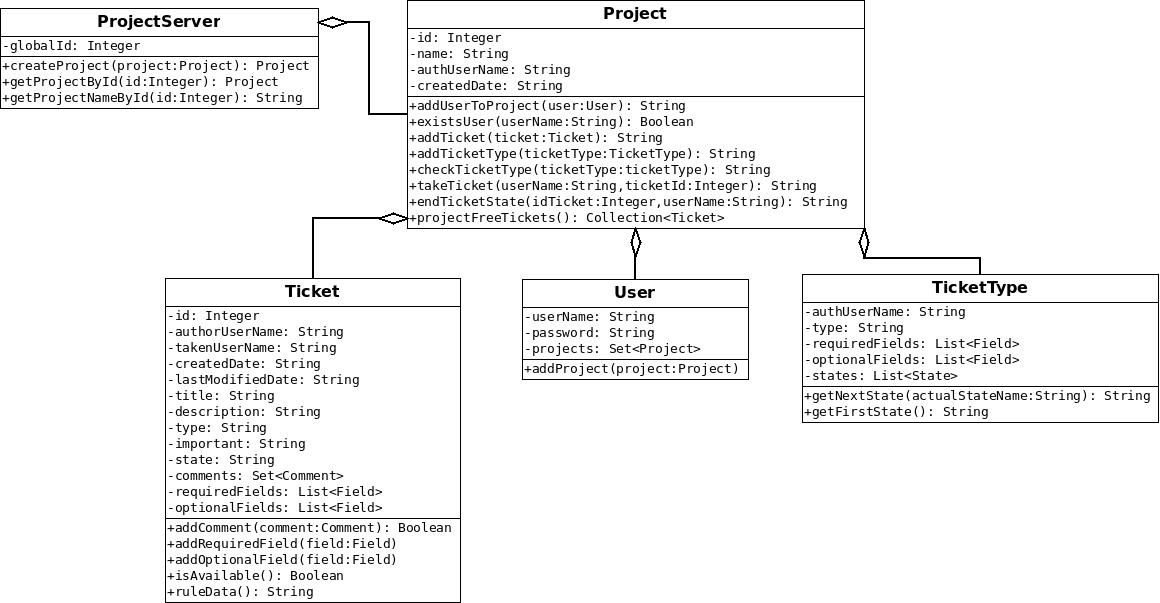 ProjectServer
-globalId: Integer
+createProject(project:Project): Project
+getProjectById(id:Integer): Project
+getProjectNameById(id:Integer): String
Project
-id: Integer
-name: String
-authUserName: String
-createdDate: String
+addUserToProject(user:User): String
+existsUser(userName:String): Boolean
+addTicket(ticket:Ticket): String
+addTicketType(ticketType:TicketType): String
+checkTicketType(ticketType:ticketType): String
+takeTicket(userName:String,ticketId:Integer): String
+endTicketState(idTicket:Integer,userName:String): String
+projectFreeTickets(): Collection<Ticket>
Ticket
-id: Integer
-authorUserName: String
-takenUserName: String
-createdDate: String
-lastModifiedDate: String
-title: String
-description: String
-type: String
-important: String
-state: String
-comments: Set<Comment>
-requiredFields: List<Field>
-optionalFields: List<Field>
+addComment(comment:Comment): Boolean
+addRequiredField(field:Field)
+addOptionalField(field:Field)
+isAvailable(): Boolean
+ruleData(): String
User
-userName: String
-password: String
-projects: Set<Project>
+addProject(project:Project)
TicketType
-authUserName: String
-type: String
-requiredFields: List<Field>
-optionalFields: List<Field>
-states: List<State>
+getNextState(actualStateName:String): String
+getFirstState(): String